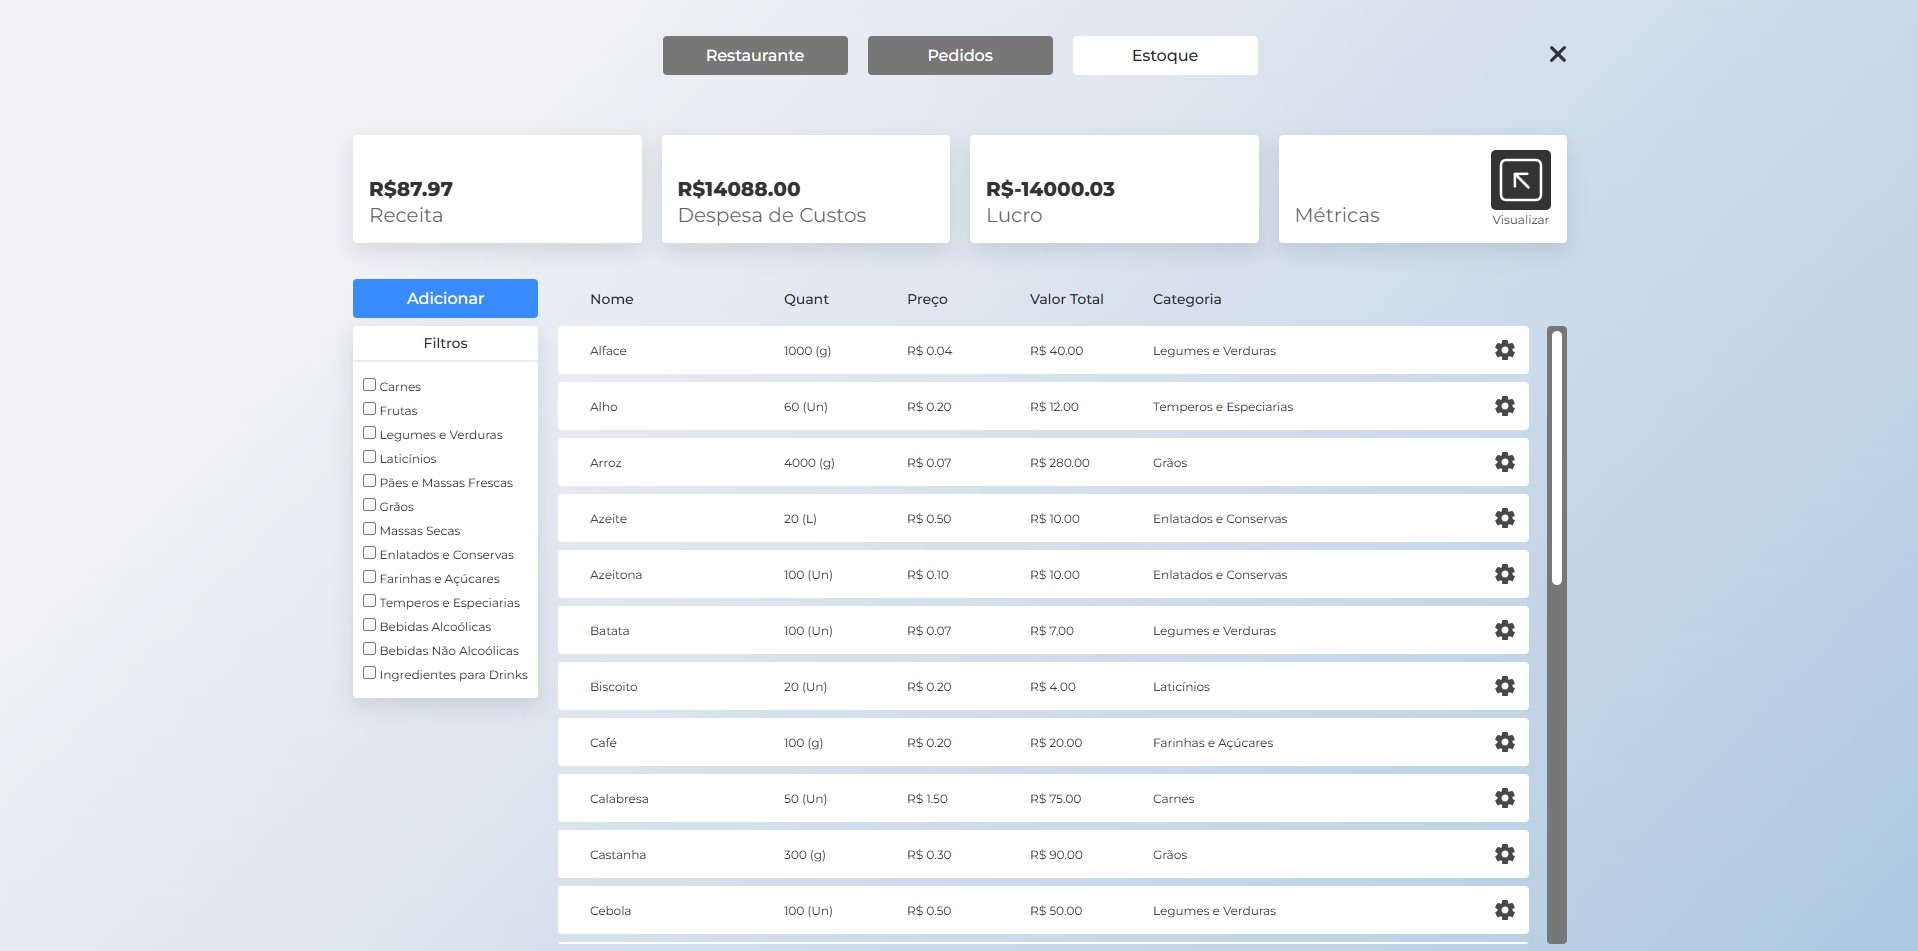 Restaurante Pedidos Estoque
R$87.97
Receita
R$14088.00
Despesa de Custos
R$-14000.03
Lucro
Métricas
Visualizar
Adicionar
Filtros
Carnes
Frutas
Legumes e Verduras
Laticínios
Pães e Massas Frescas
Grãos
Massas Secas
Enlatados e Conservas
Farinhas e Açúcares
Temperos e Especiarias
Bebidas Alcoólicas
Bebidas Não Alcoólicas
Ingredientes para Drinks
Nome Quant Preço Valor Total Categoria
Alface 1000 (g) R$ 0.04 R$ 40.00 Legumes e Verduras
Alho 60 (Un) R$ 0.20 R$ 12.00 Temperos e Especiarias
Arroz 4000 (g) R$ 0.07 R$ 280.00 Grãos
Azeite 20 (L) R$ 0.50 R$ 10.00 Enlatados e Conservas
Azeitona 100 (Un) R$ 0.10 R$ 10.00 Enlatados e Conservas
Batata 100 (Un) R$ 0.07 R$ 7.00 Legumes e Verduras
Biscoito 20 (Un) R$ 0.20 R$ 4.00 Laticínios
Café 100 (g) R$ 0.20 R$ 20.00 Farinhas e Açúcares
Calabresa 50 (Un) R$ 1.50 R$ 75.00 Carnes
Castanha 300 (g) R$ 0.30 R$ 90.00 Grãos
Cebola 100 (Un) R$ 0.50 R$ 50.00 Legumes e Verduras